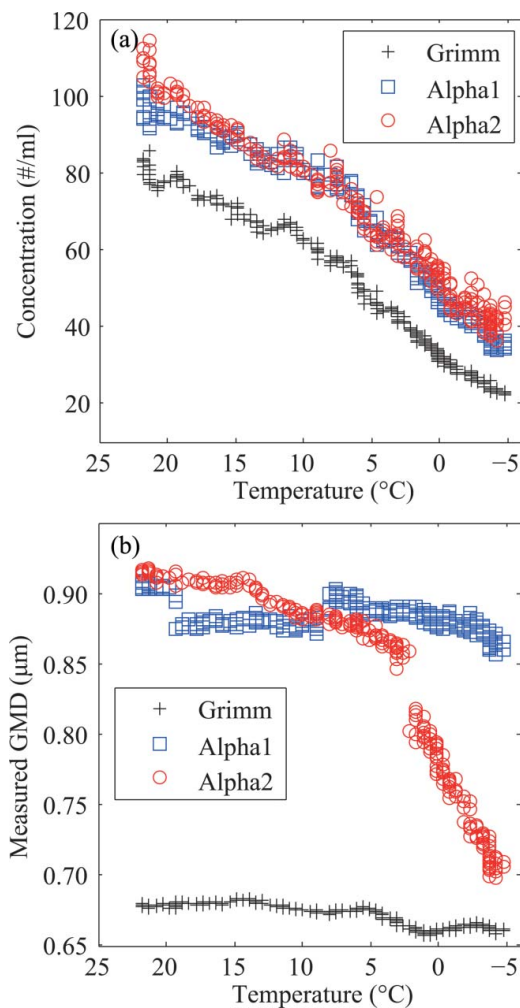 (a)
Grimm
Alpha1
Alpha2
120
100
80
60
40
20
Concentration (#/ml)
25 20 15 10 5 0 −5
Temperature (°C)
(b)
0.90
0.85
0.80
0.75
0.70
0.65
Measured GMD (μm)
Grimm
Alpha1
Alpha2
25 20 15 10 5 0 −5
Temperature (°C)